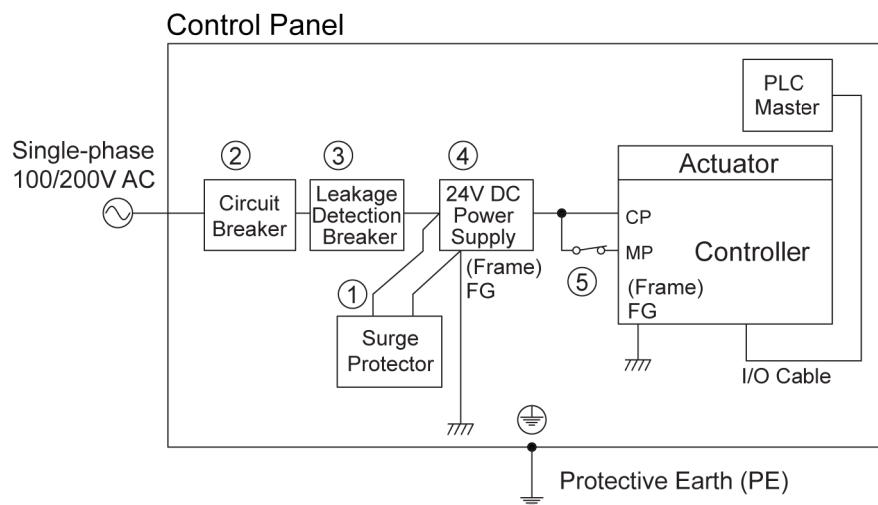 Control Panel
PLC
Master
Single-phase
100/200V AC
②
③
④
Circuit
Breaker
Leakage
Detection
Breaker
24V DC
Power
Supply
(Frame)
FG
Actuator
CP
MP
Controller
⑤
(Frame)
FG
①
Surge
Protector
I/O Cable
Protective Earth (PE)